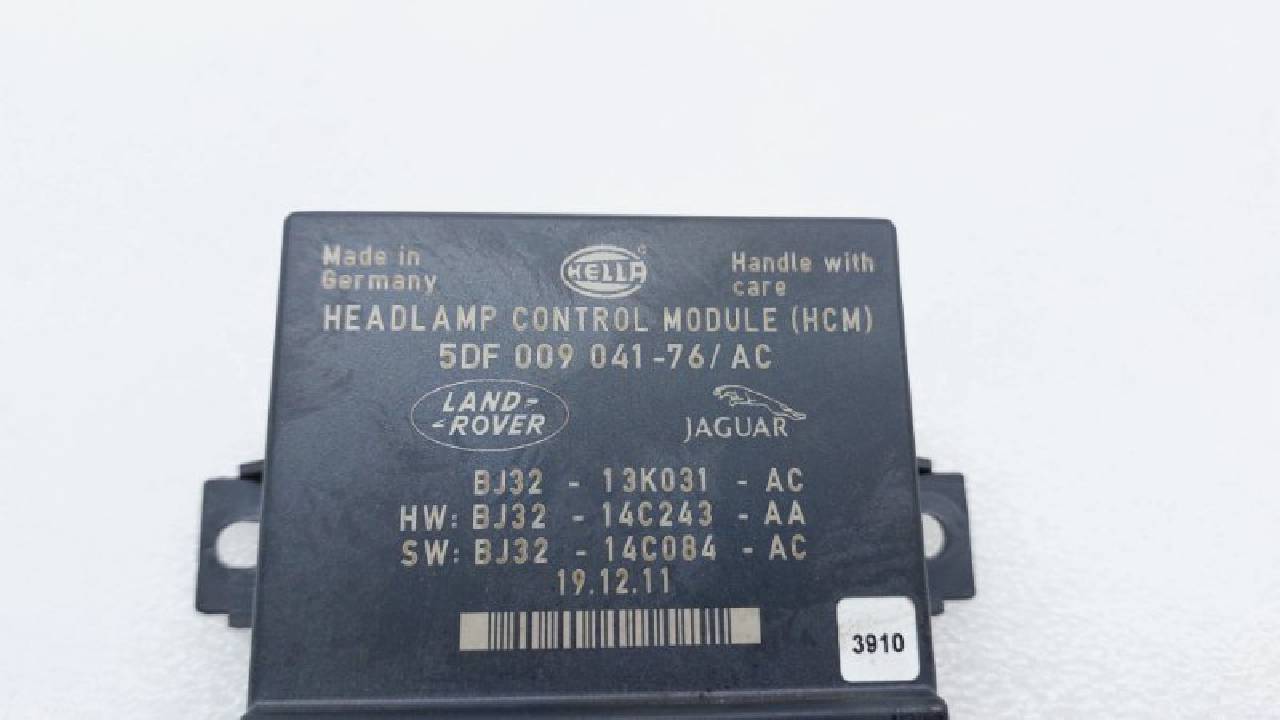 Made in
Germany
HELLA
Handle with
care
HEADLAMP CONTROL MODULE (HCM)
5DF 009 041-76/ AC
LAND-
-ROVER
JAGUAR
BJ32 - 13K031 - AC
HW: BJ32 - 14C243 - AA
SW: BJ32 - 14C084 - AC
19.12.11
3910